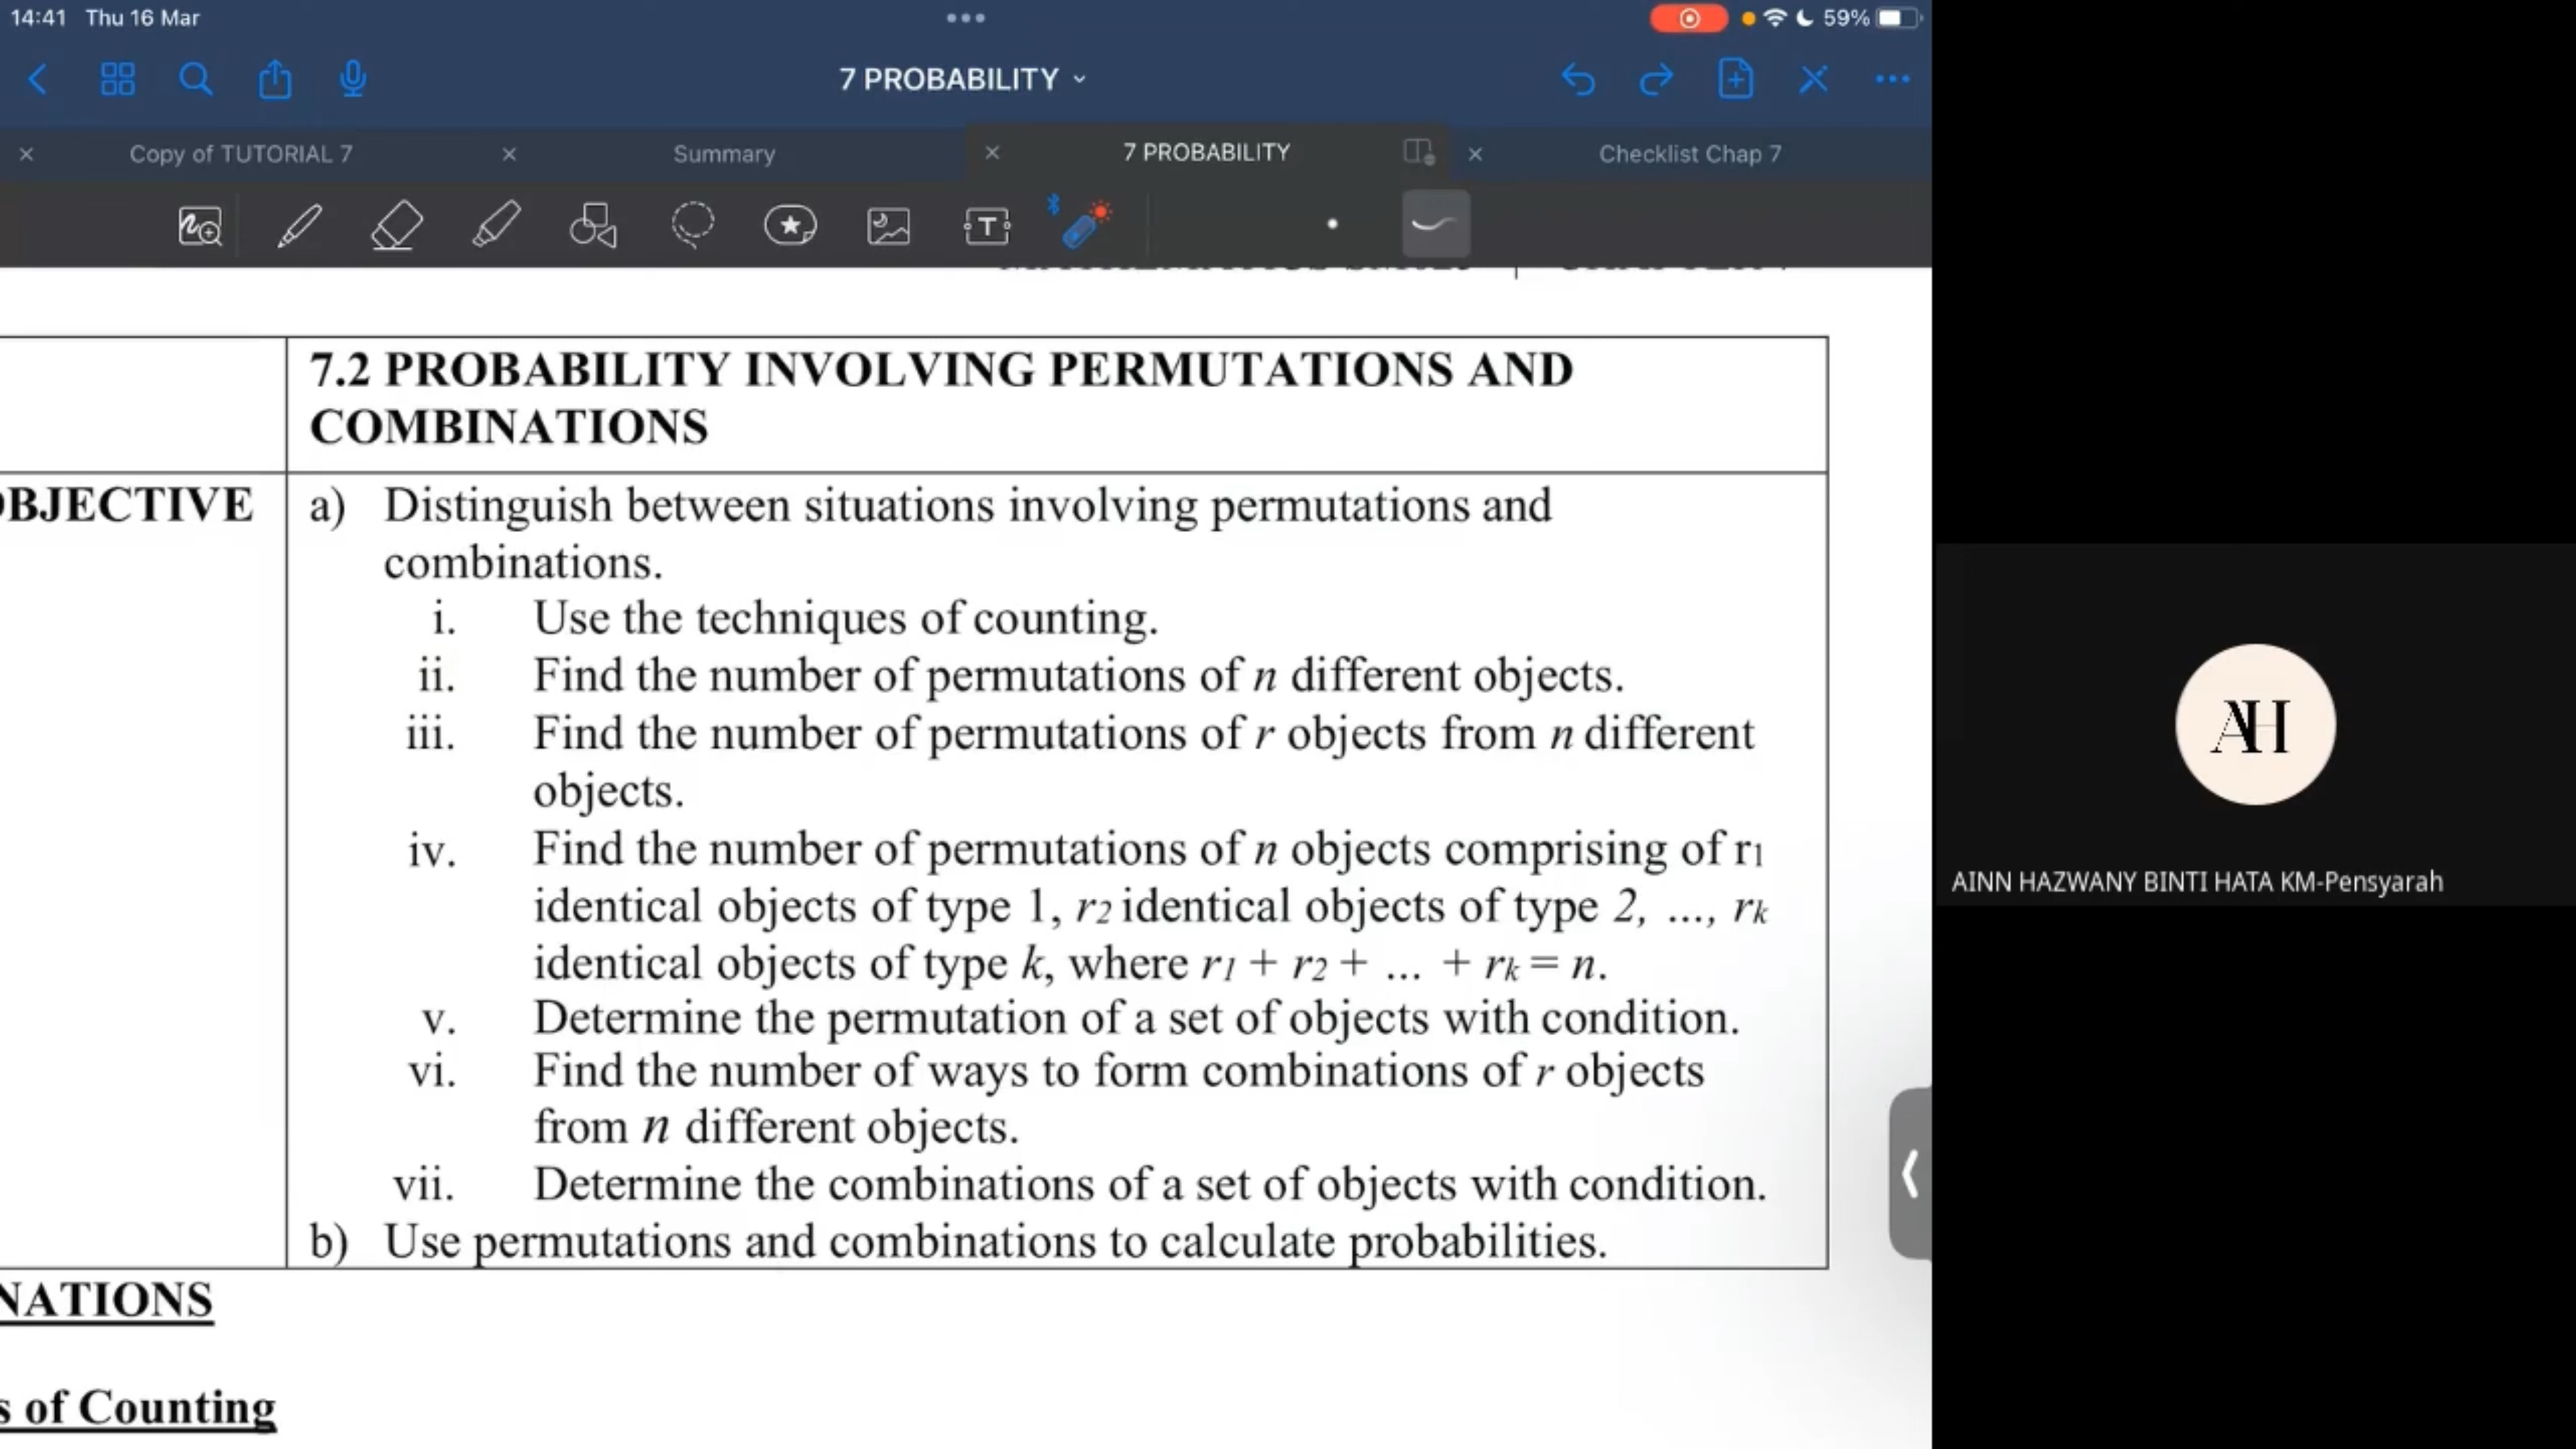 14:41 Thu 16 Mar
59%
7 PROBABILITY
Copy of TUTORIAL 7
Summary
7 PROBABILITY
Checklist Chap 7
7.2 PROBABILITY INVOLVING PERMUTATIONS AND
COMBINATIONS
BJECTIVE
a) Distinguish between situations involving permutations and
combinations.
i. Use the techniques of counting.
ii. Find the number of permutations of n different objects.
iii. Find the number of permutations of r objects from n different
objects.
iv. Find the number of permutations of n objects comprising of r1
identical objects of type 1, r2 identical objects of type 2, ..., rk
identical objects of type k, where r1 + r2 + ... + rk = n.
v. Determine the permutation of a set of objects with condition.
vi. Find the number of ways to form combinations of r objects
from n different objects.
vii. Determine the combinations of a set of objects with condition.
b) Use permutations and combinations to calculate probabilities.
NATIONS
s of Counting
AH
AINN HAZWANY BINTI HATA KM-Pensyarah